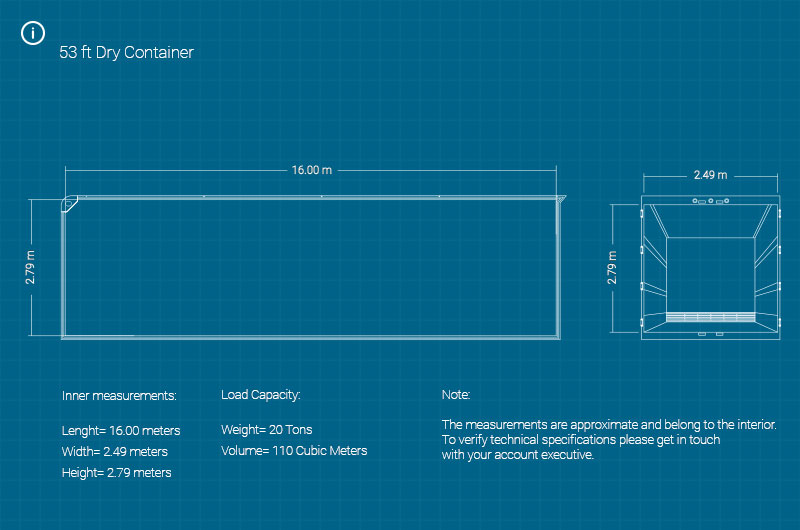 53 ft Dry Container
16.00 m
2.49 m
2.79 m
2.79 m
Inner measurements:
Lenght= 16.00 meters
Width= 2.49 meters
Height= 2.79 meters
Load Capacity:
Weight= 20 Tons
Volume= 110 Cubic Meters
Note:
The measurements are approximate and belong to the interior.
To verify technical specifications please get in touch
with your account executive.